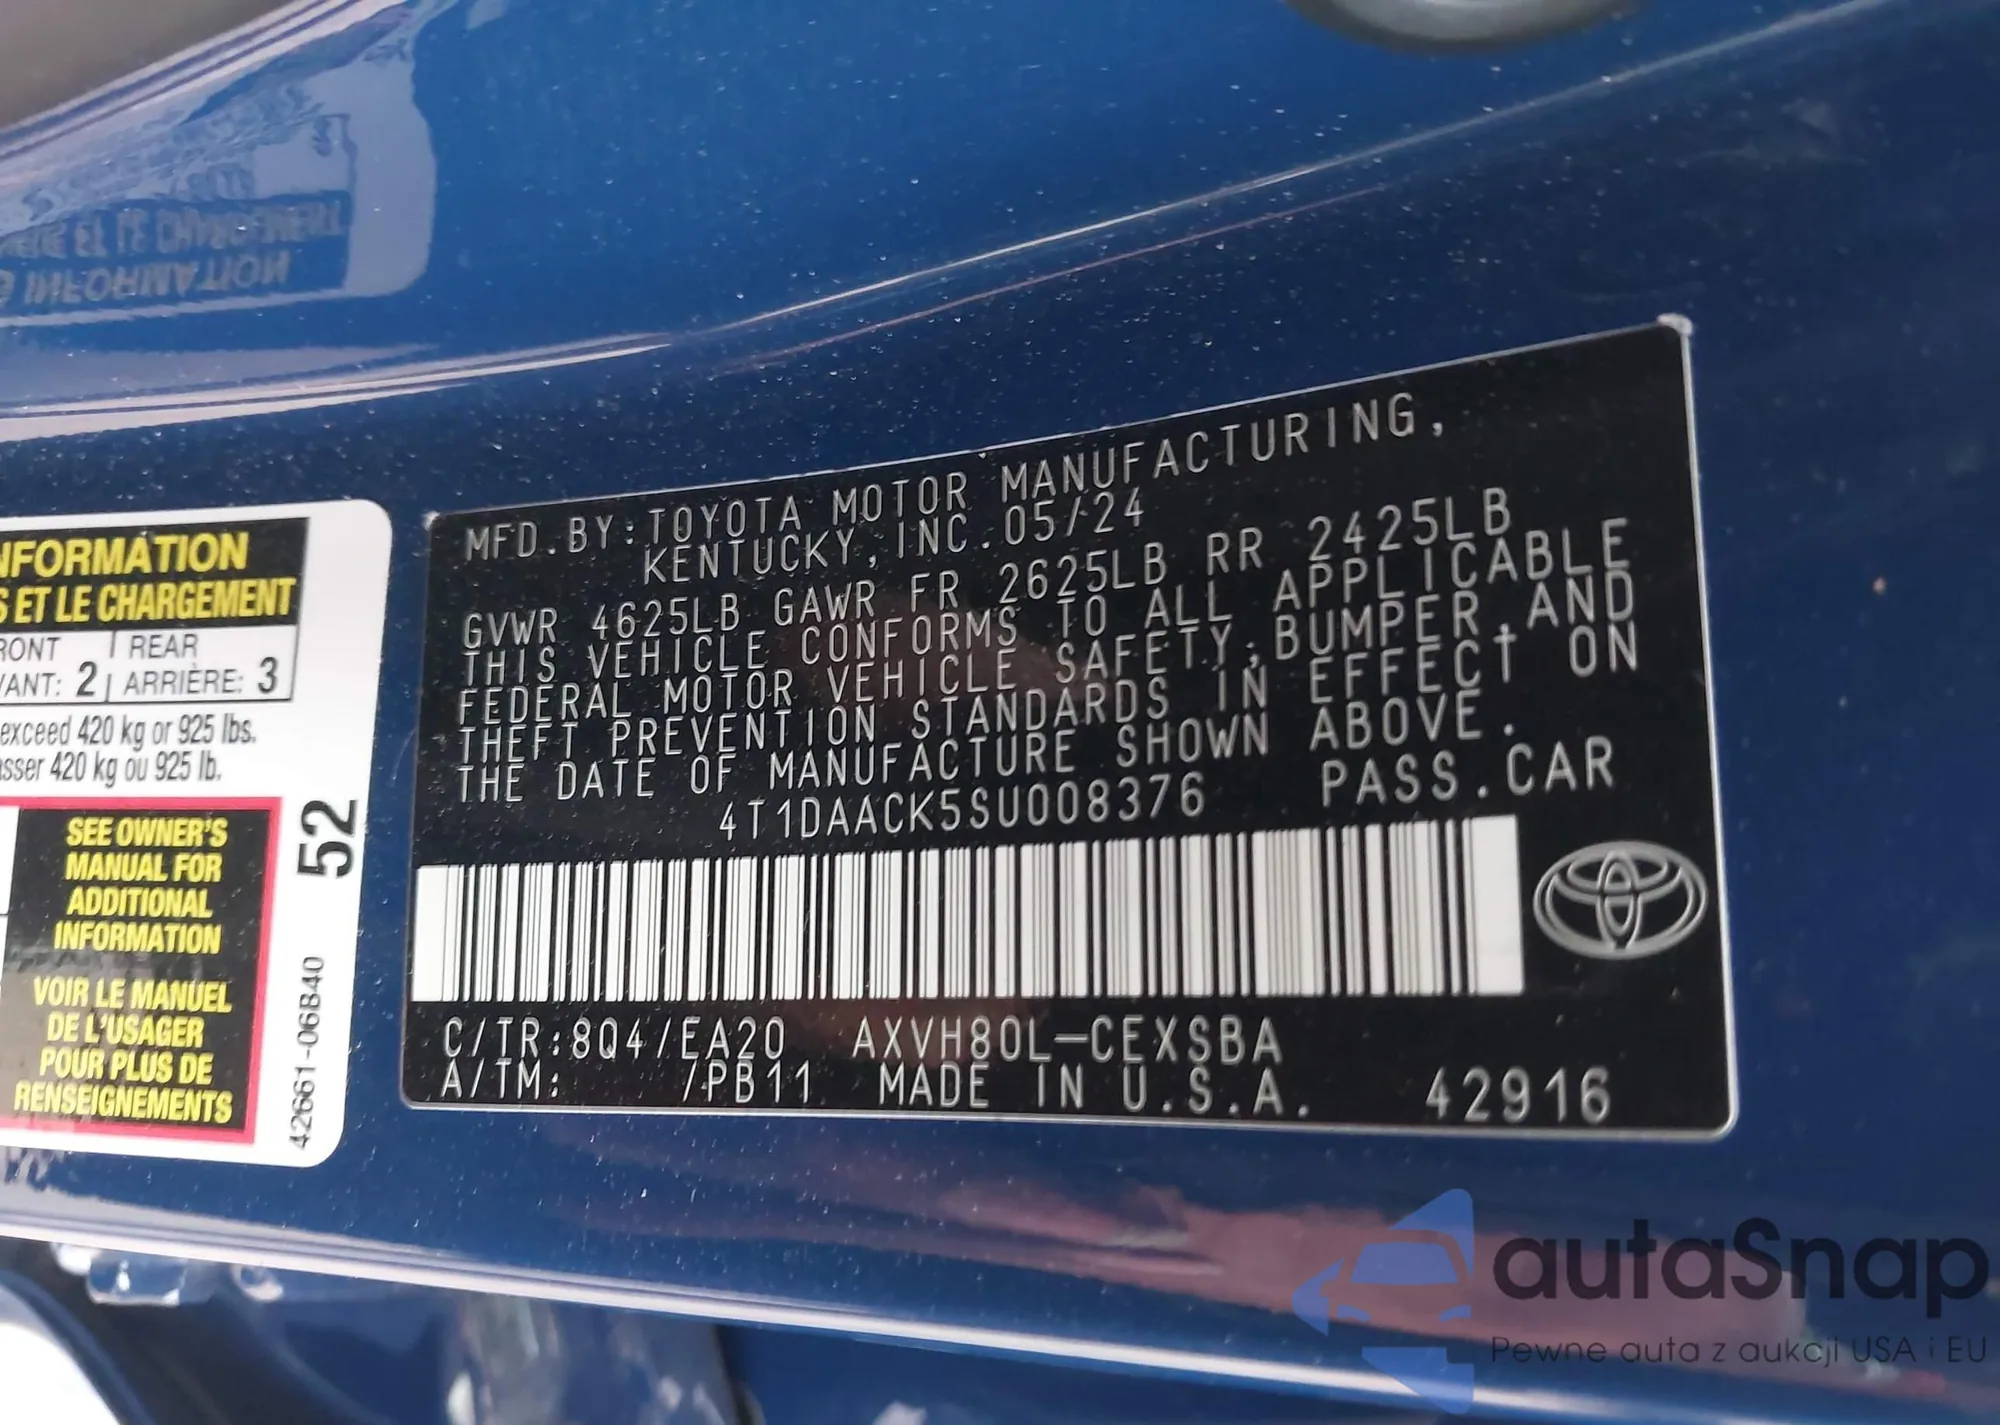 NFORMATION
S ET LE CHARGEMENT
RONT | REAR
VANT: 2 | ARRIÈRE: 3
exceed 420 kg or 925 lbs.
asser 420 kg ou 925 lb.
SEE OWNER'S
MANUAL FOR
ADDITIONAL
INFORMATION
VOIR LE MANUEL
DE L'USAGER
POUR PLUS DE
RENSEIGNEMENTS
52
42661-06840
MFD.BY:TOYOTA MOTOR MANUFACTURING,
KENTUCKY, INC.05/24
GVWR 4625LB GAWR FR 2625LB RR 2425LB
THIS VEHICLE CONFORMS TO ALL APPLICABLE
FEDERAL MOTOR VEHICLE SAFETY,BUMPER,AND
THEFT PREVENTION STANDARDS IN EFFECT ON
THE DATE OF MANUFACTURE SHOWN ABOVE.
4T1DAACK5SU008376 PASS.CAR
C/TR:8Q4/EA20 AXVH80L-CEXSBA
A/TM: /PB11 MADE IN U.S.A. 42916
autaSnap
Pewne auta z aukcji USA i EU